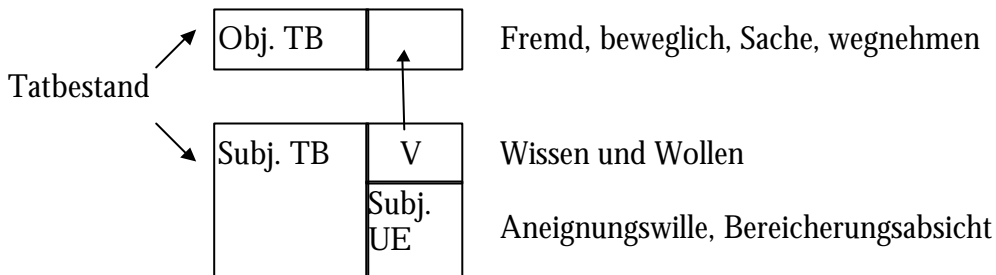 Obj. TB Fremd, beweglich, Sache, wegnehmen
Tatbestand
Subj. TB V Wissen und Wollen
Subj.
UE Aneignungswille, Bereicherungsabsicht